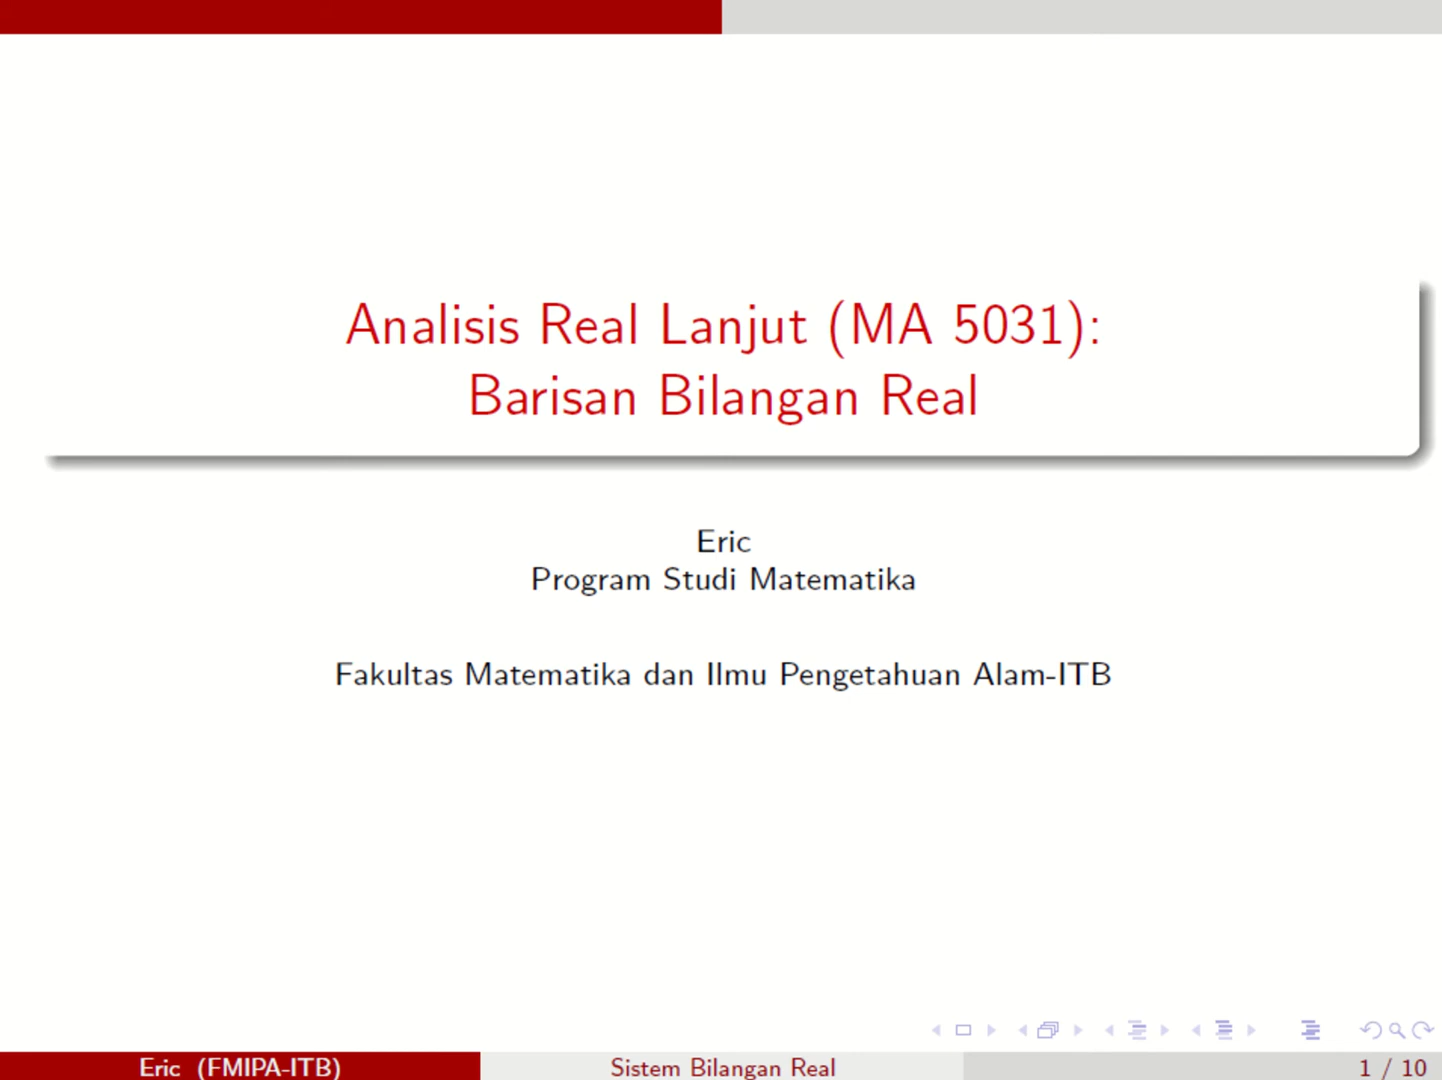 Analisis Real Lanjut (MA 5031):
Barisan Bilangan Real
Eric
Program Studi Matematika
Fakultas Matematika dan Ilmu Pengetahuan Alam-ITB
Eric (FMIPA-ITB)
Sistem Bilangan Real
1 / 10